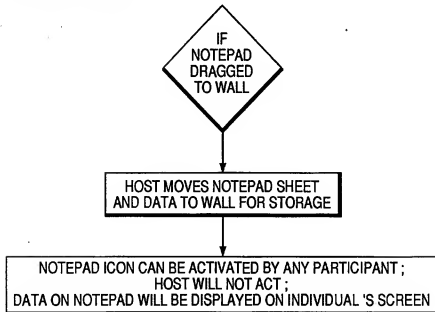 IF
NOTEPAD
DRAGGED
TO WALL
HOST MOVES NOTEPAD SHEET
AND DATA TO WALL FOR STORAGE
NOTEPAD ICON CAN BE ACTIVATED BY ANY PARTICIPANT ;
HOST WILL NOT ACT ;
DATA ON NOTEPAD WILL BE DISPLAYED ON INDIVIDUAL 'S SCREEN